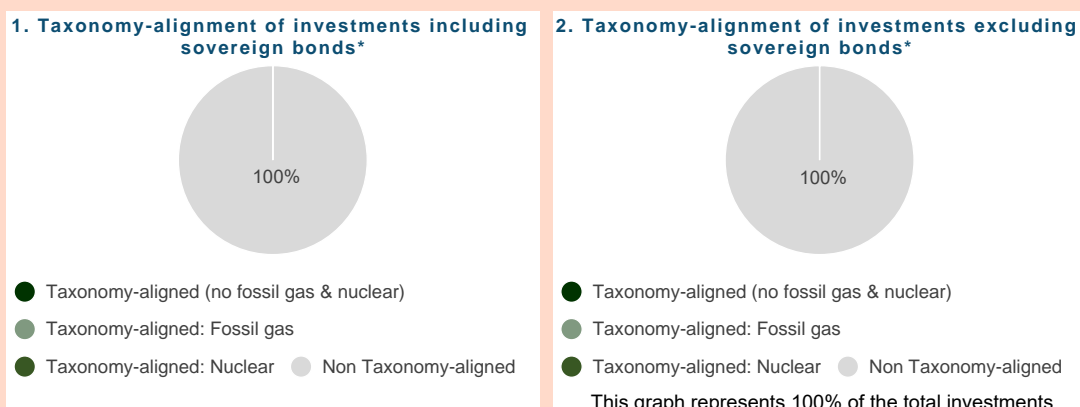 1. Taxonomy-alignment of investments including
sovereign bonds*
100%
Taxonomy-aligned (no fossil gas & nuclear)
Taxonomy-aligned: Fossil gas
Taxonomy-aligned: Nuclear
Non Taxonomy-aligned
2. Taxonomy-alignment of investments excluding
sovereign bonds*
100%
Taxonomy-aligned (no fossil gas & nuclear)
Taxonomy-aligned: Fossil gas
Taxonomy-aligned: Nuclear
Non Taxonomy-aligned
This graph represents 100% of the total investments